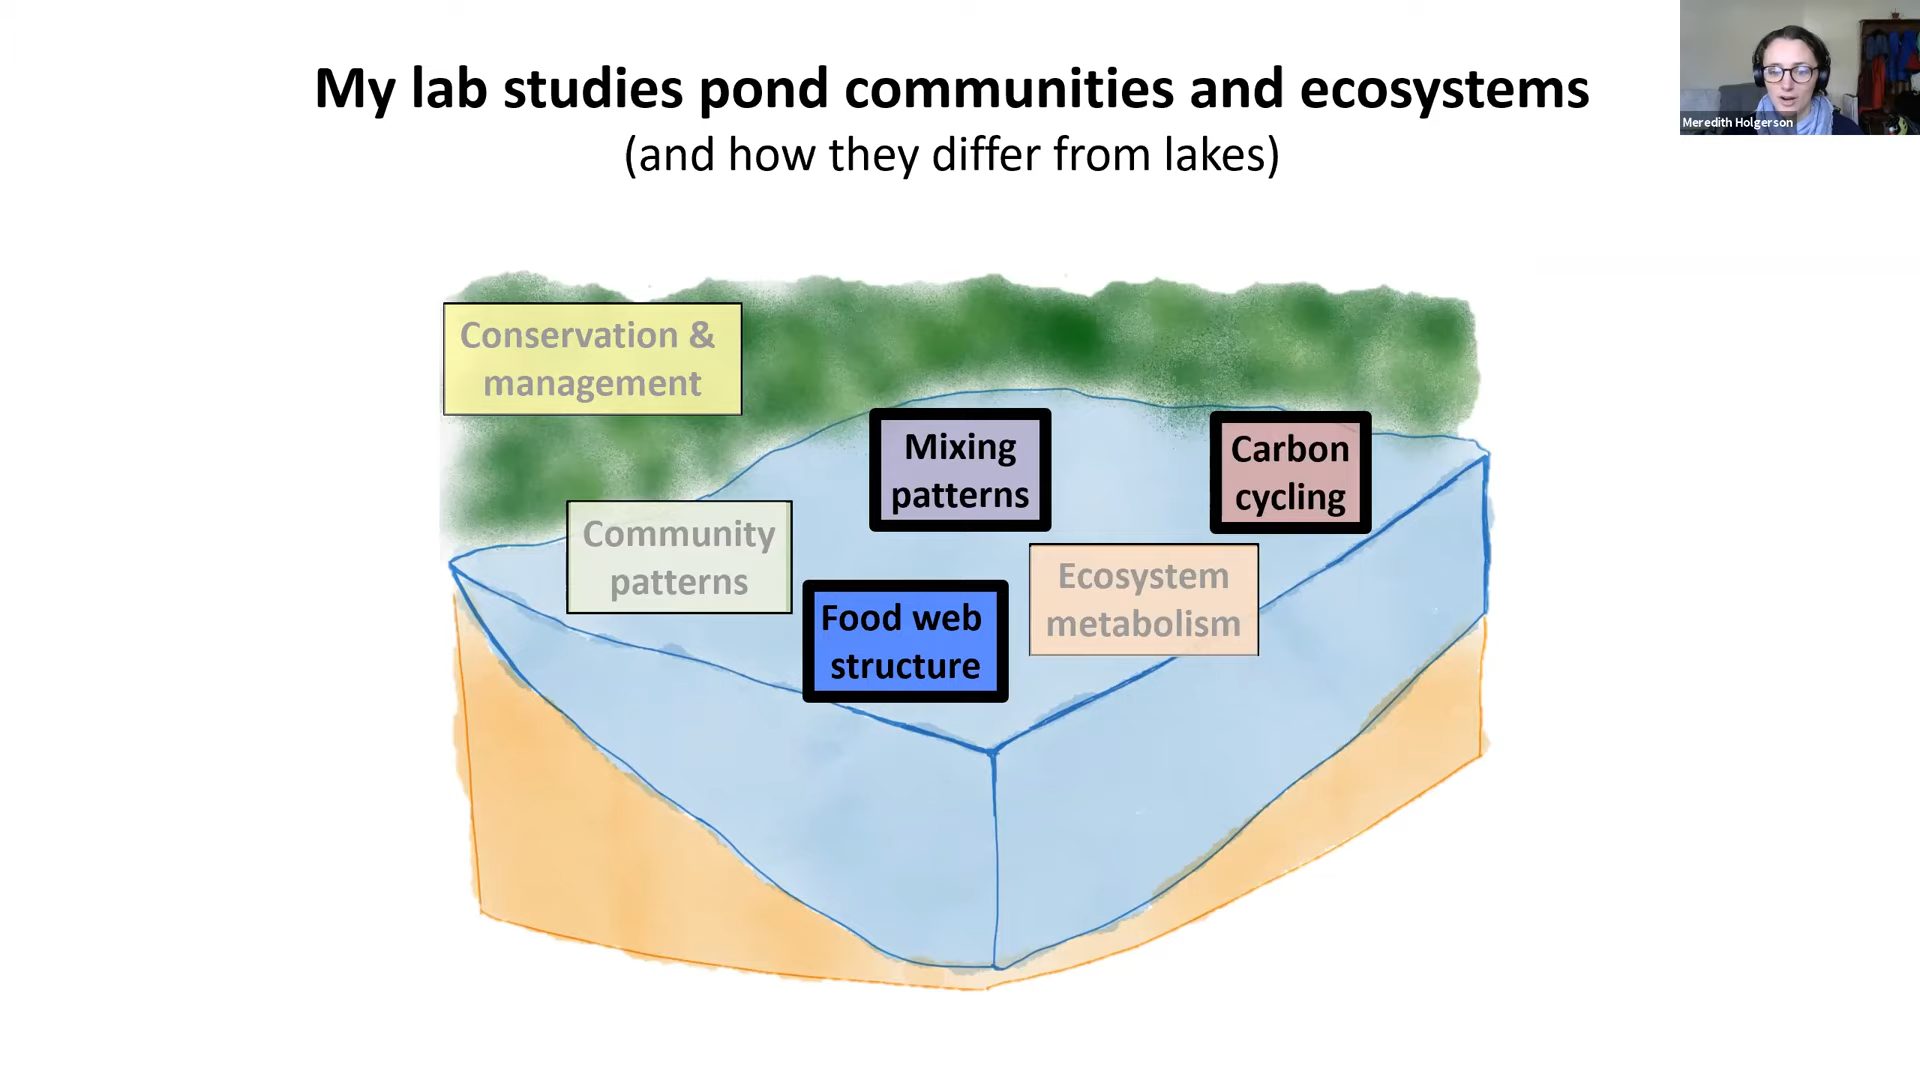 My lab studies pond communities and ecosystems
(and how they differ from lakes)
Meredith Holgerson
Conservation &
management
Mixing
patterns
Carbon
cycling
Community
patterns
Ecosystem
metabolism
Food web
structure